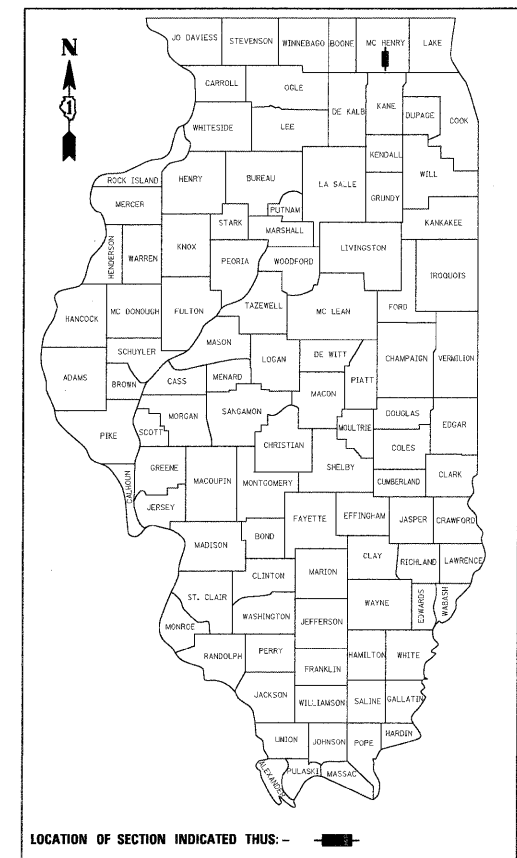 JO DAVIESS STEVENSON WINNEBAGO BOONE MC HENRY LAKE
N
CARROLL OGLE
DE KALB KANE DUPAGE COOK
WHITESIDE LEE
KENDALL WILL
ROCK ISLAND HENRY BUREAU LA SALLE GRUNDY
MERCER PUTNAM KANKAKEE
HENDERSON WARREN KNOX STARK MARSHALL LIVINGSTON
PEORIA WOODFORD IROQUOIS
TAZEWELL MC LEAN FORD
HANCOCK MC DONOUGH FULTON
MASON
SCHUYLER LOGAN DE WITT CHAMPAIGN VERMILION
ADAMS BROWN CASS MENARD PIATT
MACON
MORGAN SANGAMON DOUGLAS
PIKE SCOTT CHRISTIAN MOULTRIE EDGAR
COLES
GREENE SHELBY
CALHOUN MACOUPIN MONTGOMERY CUMBERLAND CLARK
JERSEY
FAYETTE EFFINGHAM JASPER CRAWFORD
BOND
MADISON CLAY
CLINTON MARION RICHLAND LAWRENCE
ST. CLAIR WAYNE EDWARDS WABASH
WASHINGTON JEFFERSON
MONROE
RANDOLPH PERRY HAMILTON WHITE
FRANKLIN
JACKSON WILLIAMSON SALINE GALLATIN
UNION JOHNSON POPE HARDIN
ALEXANDER PULASKI MASSAC
LOCATION OF SECTION INDICATED THUS: -